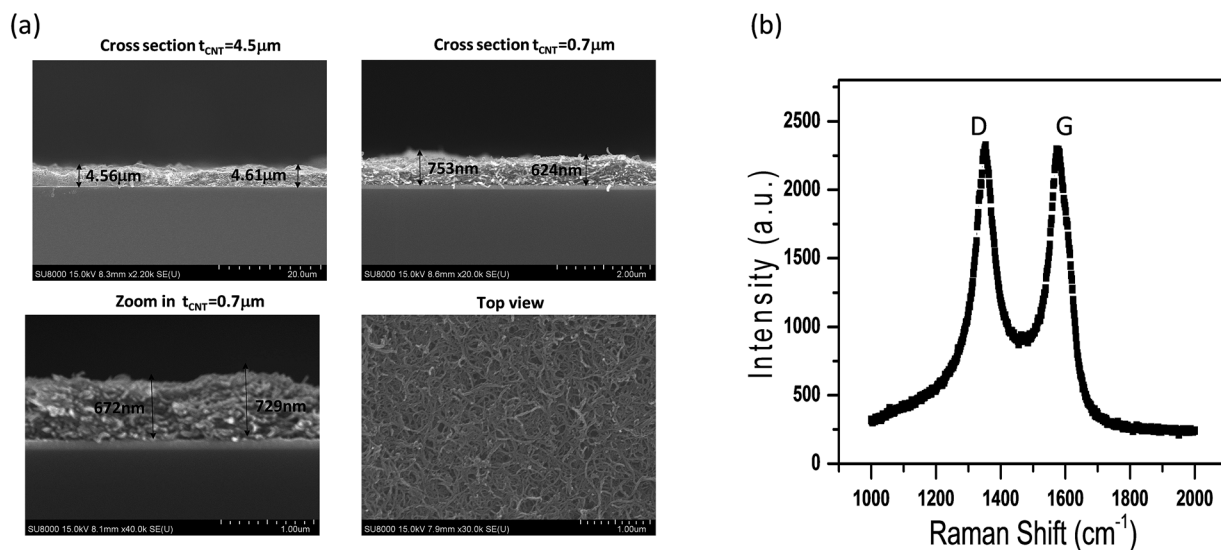 (a)
Cross section tCNT=4.5µm
4.56µm
4.61µm
SU8000 15.0kV 8.3mm x2.20k SE(U)
20.0um
Cross section tCNT=0.7µm
753nm
624nm
SU8000 15.0kV 8.6mm x20.0k SE(U)
2.00um
Zoom in tCNT=0.7µm
672nm
729nm
SU8000 15.0kV 8.1mm x40.0k SE(U)
1.00um
Top view
SU8000 15.0kV 7.9mm x30.0k SE(U)
1.00um
(b)
D
G
Intensity (a.u.)
2500
2000
1500
1000
500
0
1000 1200 1400 1600 1800 2000
Raman Shift (cm-1)